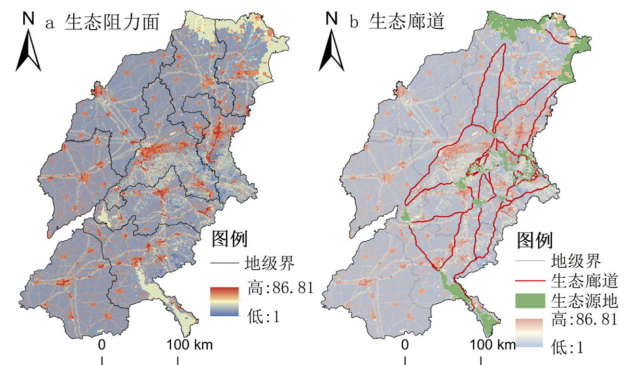 N
a 生态阻力面
图例
地级界
高:86.81
低:1
0
100 km
N
b 生态廊道
图例
地级界
生态廊道
生态源地
高:86.81
低:1
0
100 km